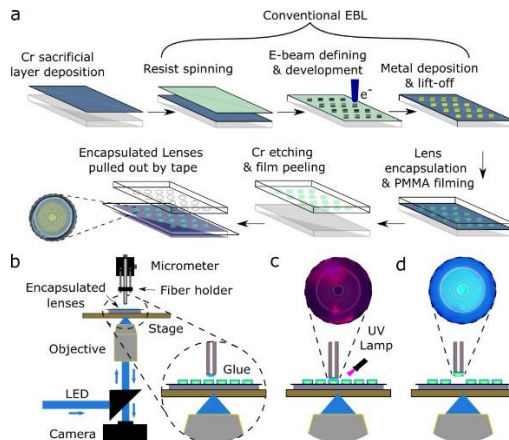 a
Conventional EBL
Cr sacrificial
layer deposition
Resist spinning
E-beam defining
& development
Metal deposition
& lift-off
e-
Encapsulated Lenses
pulled out by tape
Cr etching
& film peeling
Lens
encapsulation
& PMMA filming
b
Micrometer
Fiber holder
Encapsulated
lenses
Stage
Objective
LED
Camera
Glue
c
UV
Lamp
d